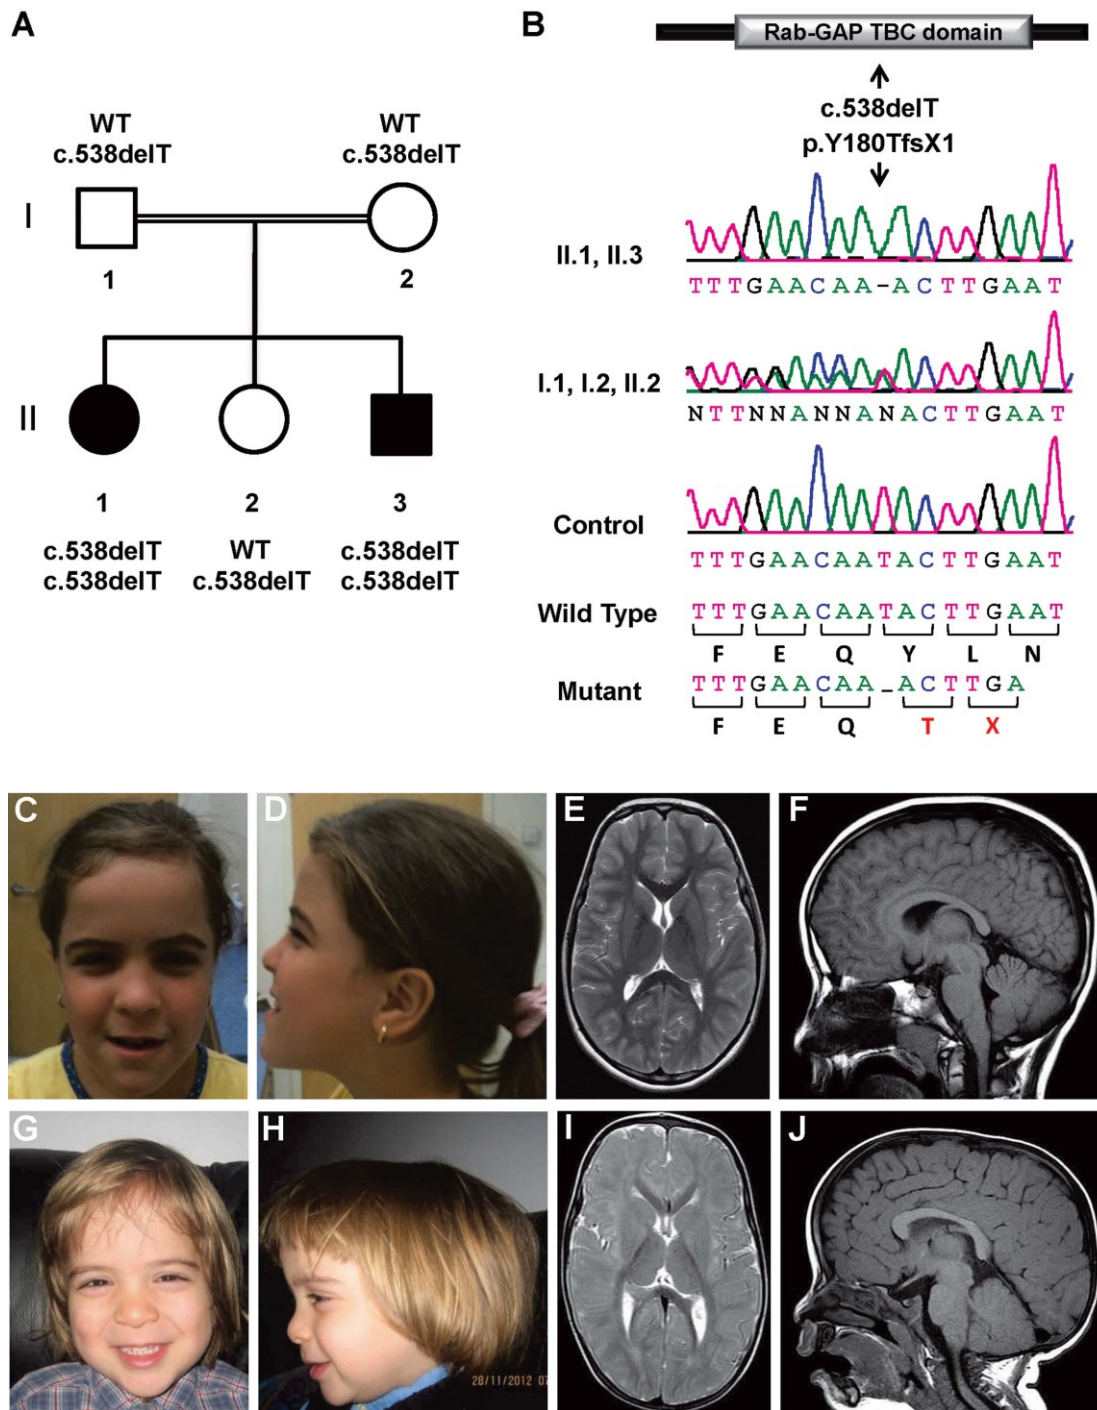 A
WT
c.538delT
WT
c.538delT
I
1
2
II
1
2
3
c.538delT
c.538delT
WT
c.538delT
c.538delT
c.538delT
B
Rab-GAP TBC domain
c.538delT
p.Y180TfsX1
II.1, II.3
TTTGAACAA-ACTTGAAT
I.1, I.2, II.2
NTTNNANNANACTTGAAT
Control
TTTGAACAATACTTGAAT
Wild Type
TTTGAACAATACTTGAAT
F E Q Y L N
Mutant
TTTGAACAA_ACTTGA
F E Q T X
C
D
E
F
G
H
28/11/2012 07
I
J